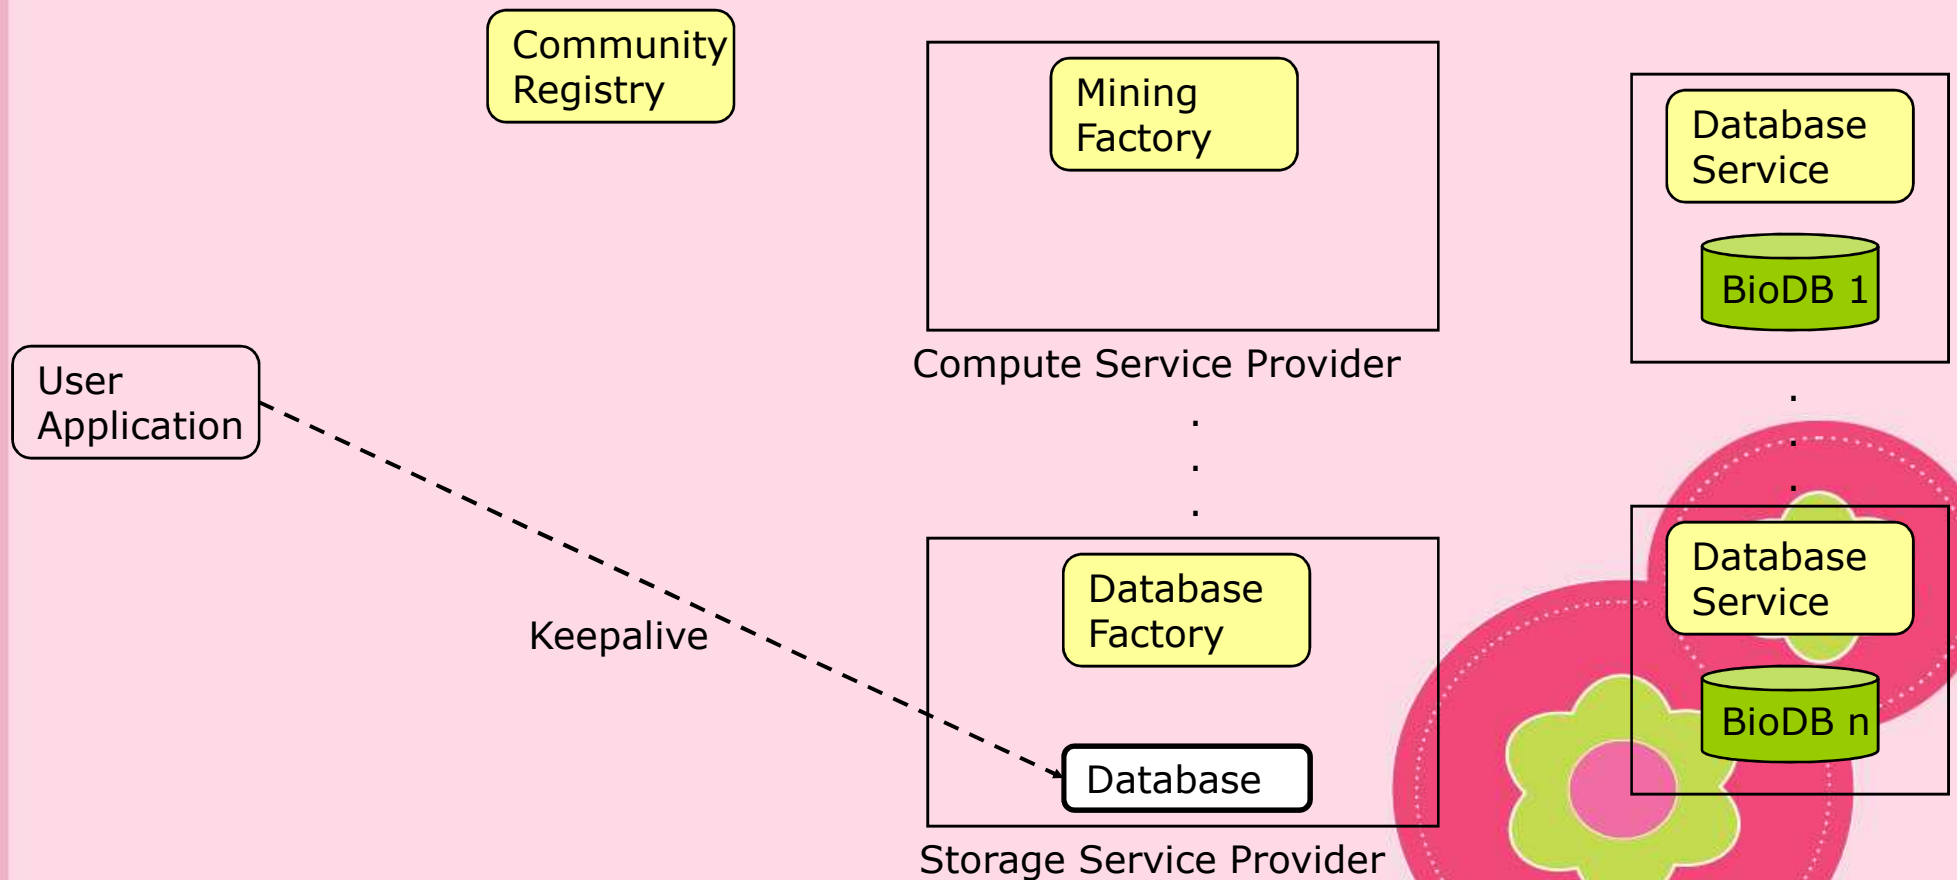 Community
Registry
Mining
Factory
Database
Service
BioDB 1
Compute Service Provider
.
.
.
.
.
.
User
Application
Keepalive
Database
Factory
Database
Storage Service Provider
Database
Service
BioDB n